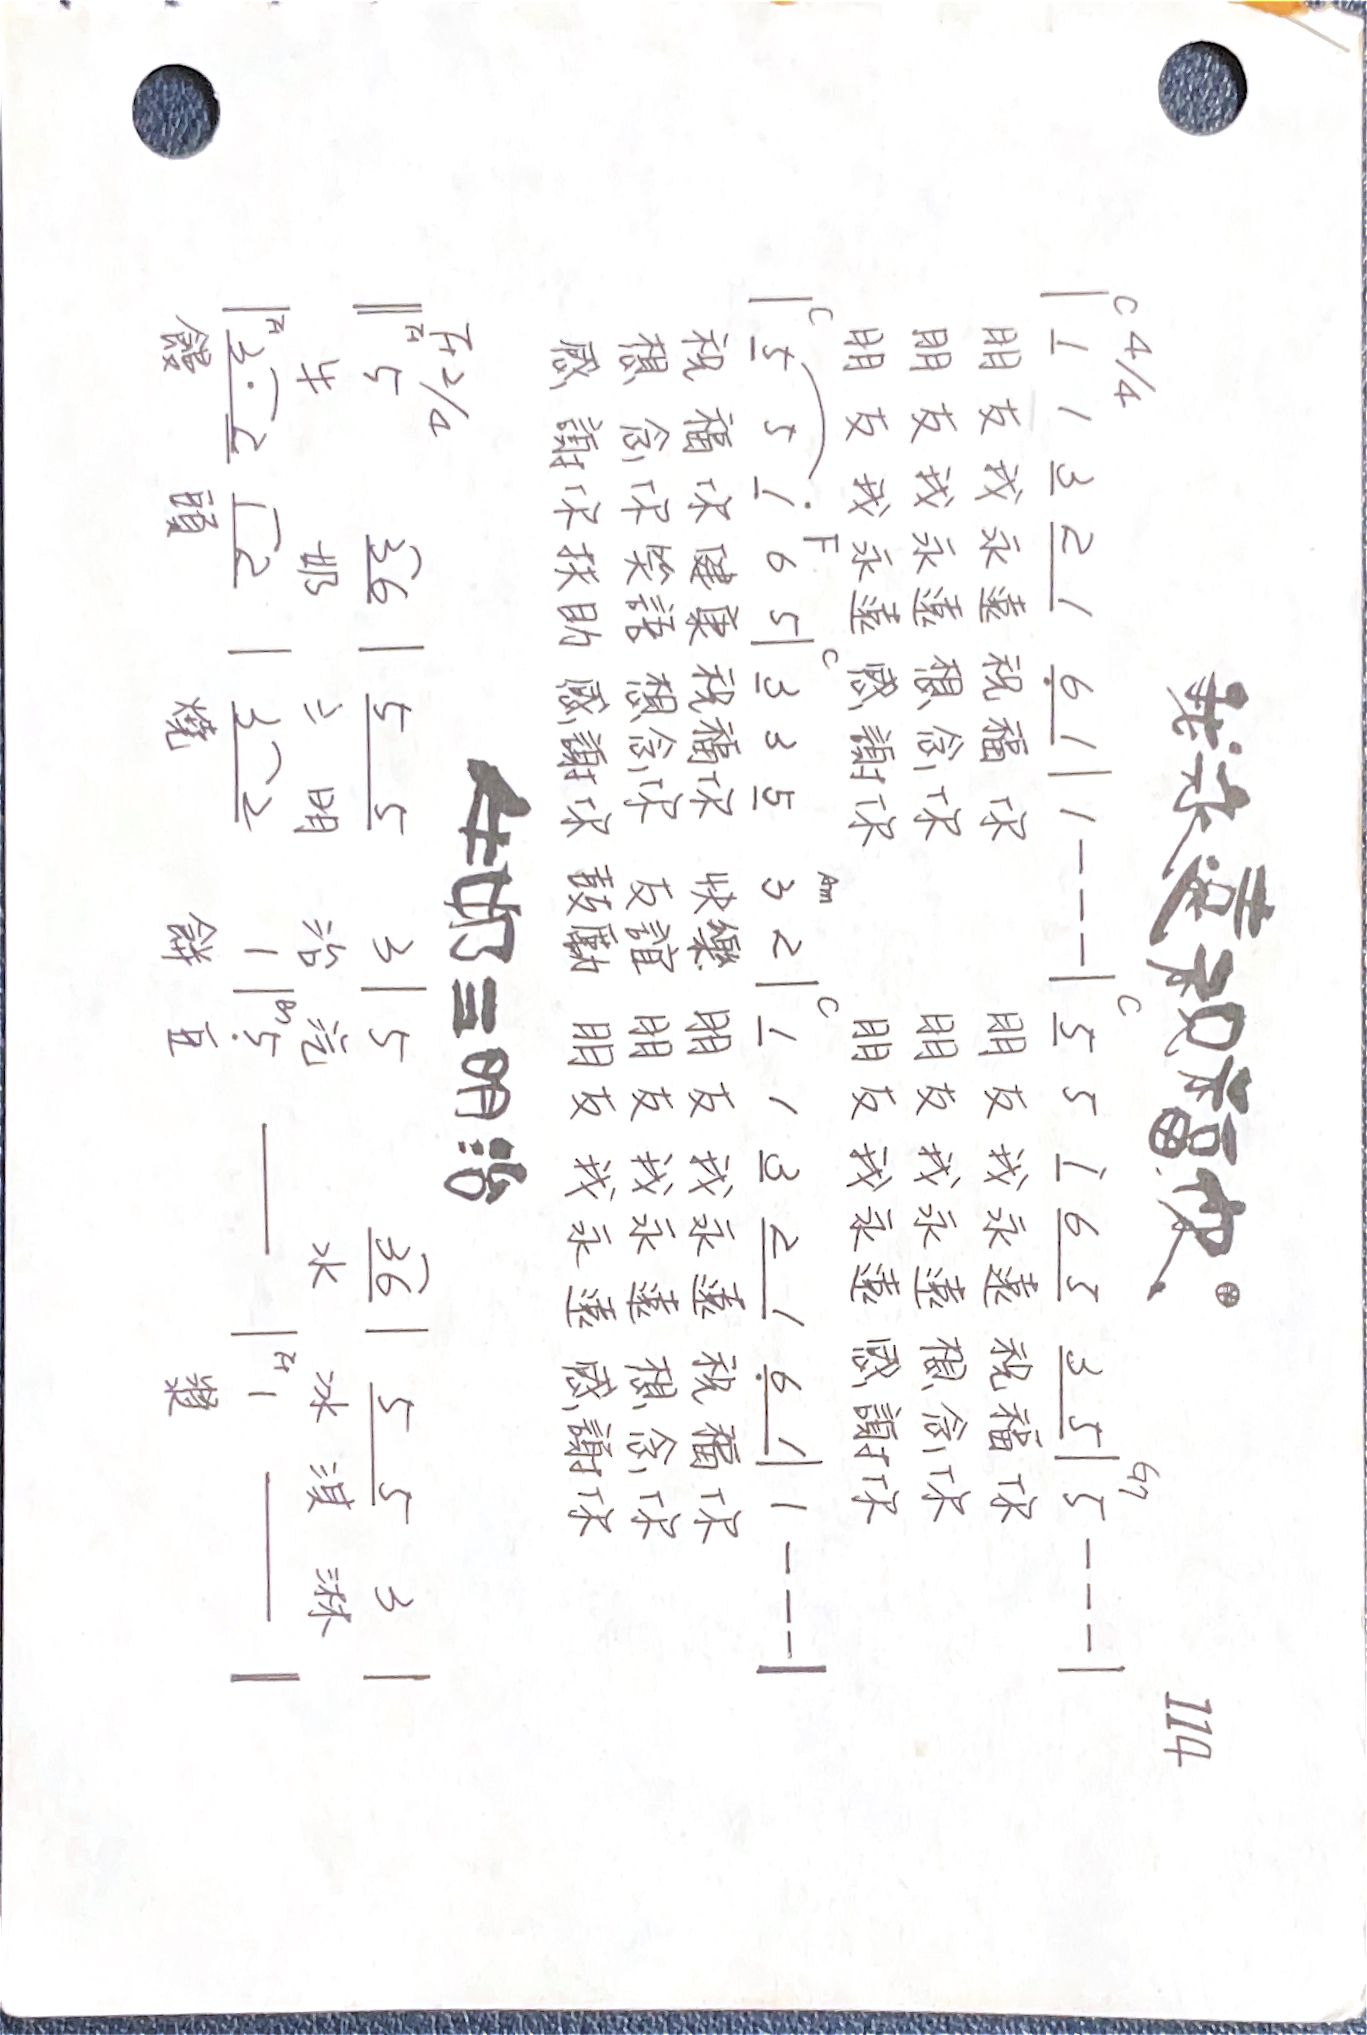 我永遠祝福你
114
C 4/4 C G7
| 1 1 3 2 1 6 1 | 1 - - - | 5 5 i 6 5 3 5 | 5 - - - |
朋友我永遠祝福你 朋友我永遠祝福你
朋友我永遠想念你 朋友我永遠想念你
朋友我永遠感謝你 朋友我永遠感謝你
C F C Am C
| 5 5 1 6 5 | 3 3 5 3 2 | 1 1 3 2 1 6 1 | 1 - - - |
祝福你健康祝福你 快樂 朋友我永遠祝福你
想念你笑語想念你 友誼 朋友我永遠想念你
感謝你扶助感謝你 鼓勵 朋友我永遠感謝你
牛奶三明治
F 2/4
‖ F 5 36 | 5 5 3 | 5 36 | 5 5 3 |
牛 奶 三 明 治 汽 水 冰 淇 淋
| F 3 · 2 1 2 | 3 2 1 | 5 — | F 1 — |
饅 頭 燒 餅 豆 漿